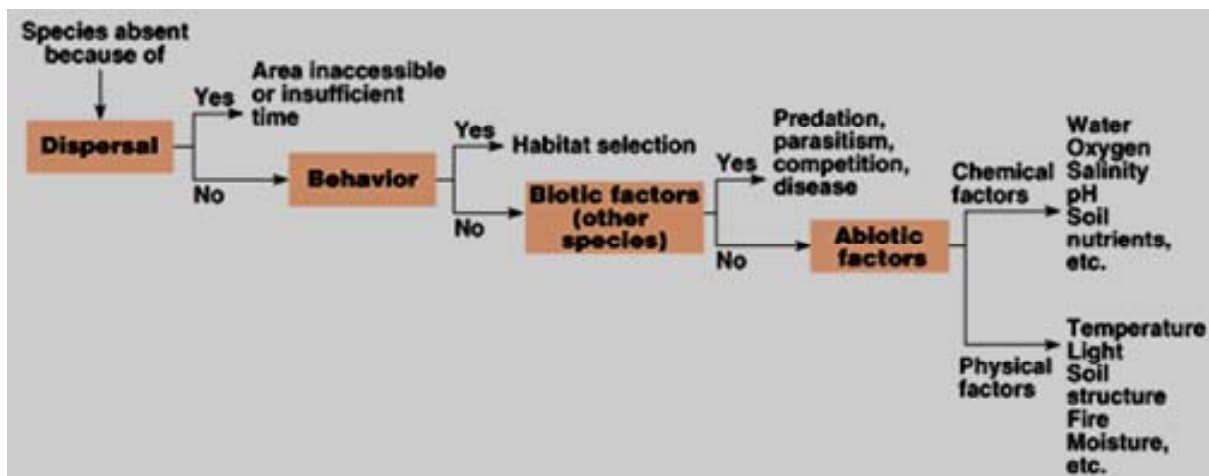 Species absent
because of
Dispersal
Yes
Area inaccessible
or insufficient
time
No
Behavior
Yes
Habitat selection
No
Biotic factors
(other
species)
Yes
Predation,
parasitism,
competition,
disease
No
Abiotic
factors
Chemical
factors
Water
Oxygen
Salinity
pH
Soil
nutrients,
etc.
Physical
factors
Temperature
Light
Soil
structure
Fire
Moisture,
etc.